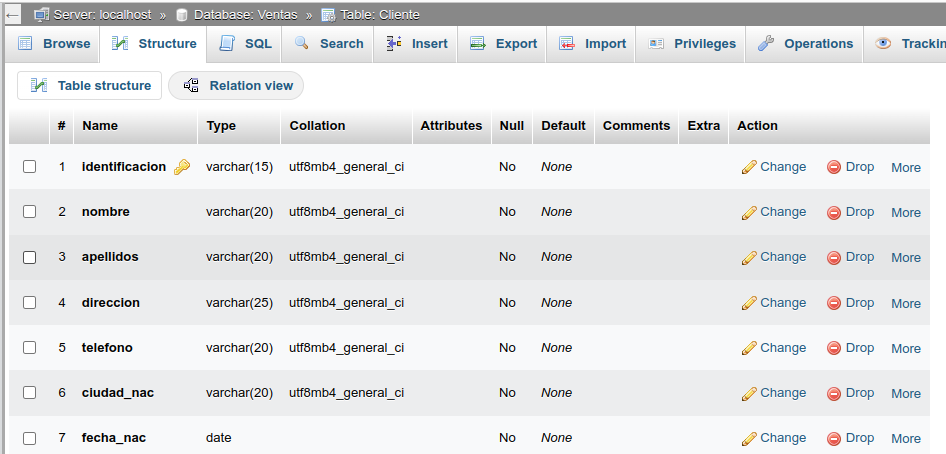 ← Server: localhost » Database: Ventas » Table: Cliente
Browse Structure SQL Search Insert Export Import Privileges Operations Trackin
Table structure Relation view
# Name Type Collation Attributes Null Default Comments Extra Action
1 identificacion varchar(15) utf8mb4_general_ci No None Change Drop More
2 nombre varchar(20) utf8mb4_general_ci No None Change Drop More
3 apellidos varchar(20) utf8mb4_general_ci No None Change Drop More
4 direccion varchar(25) utf8mb4_general_ci No None Change Drop More
5 telefono varchar(20) utf8mb4_general_ci No None Change Drop More
6 ciudad_nac varchar(20) utf8mb4_general_ci No None Change Drop More
7 fecha_nac date No None Change Drop More